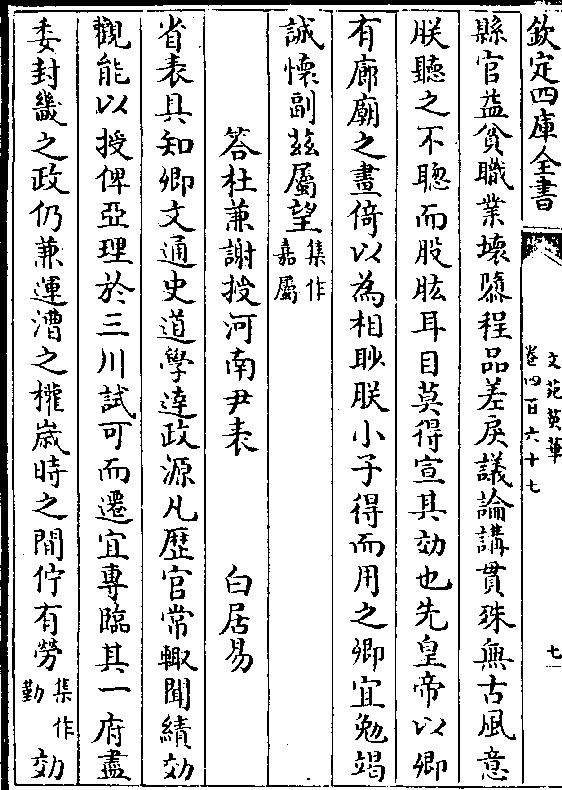 欽定四庫全書
文苑英華
卷四百六十七
七
縣官蓋貧職業壞隳程品差戾議論講貫殊無古風意
朕聽之不聰而股肱耳目莫得宣其効也先皇帝以卿
有廊廟之畫倚以為相眇朕小子得而用之卿宜勉竭
誠懷副兹屬望集作嘉屬
答杜兼謝授河南尹表　白居易
省表具知卿文通史道學達政源凡歷官常輙聞績効
觀能以授俾亞理於三川試可而遷宜專臨其一府盡
委封畿之政仍兼運漕之權嵗時之間佇有勞集作勤効